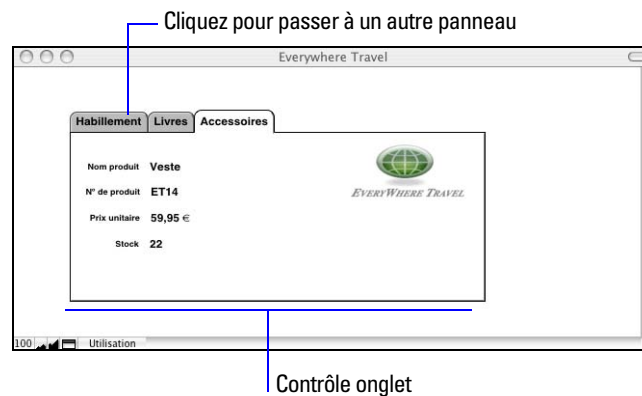 Cliquez pour passer à un autre panneau
Everywhere Travel
Habillement Livres Accessoires
Nom produit Veste
N° de produit ET14
Prix unitaire 59,95 €
Stock 22
EVERYWHERE TRAVEL
100 Utilisation
Contrôle onglet